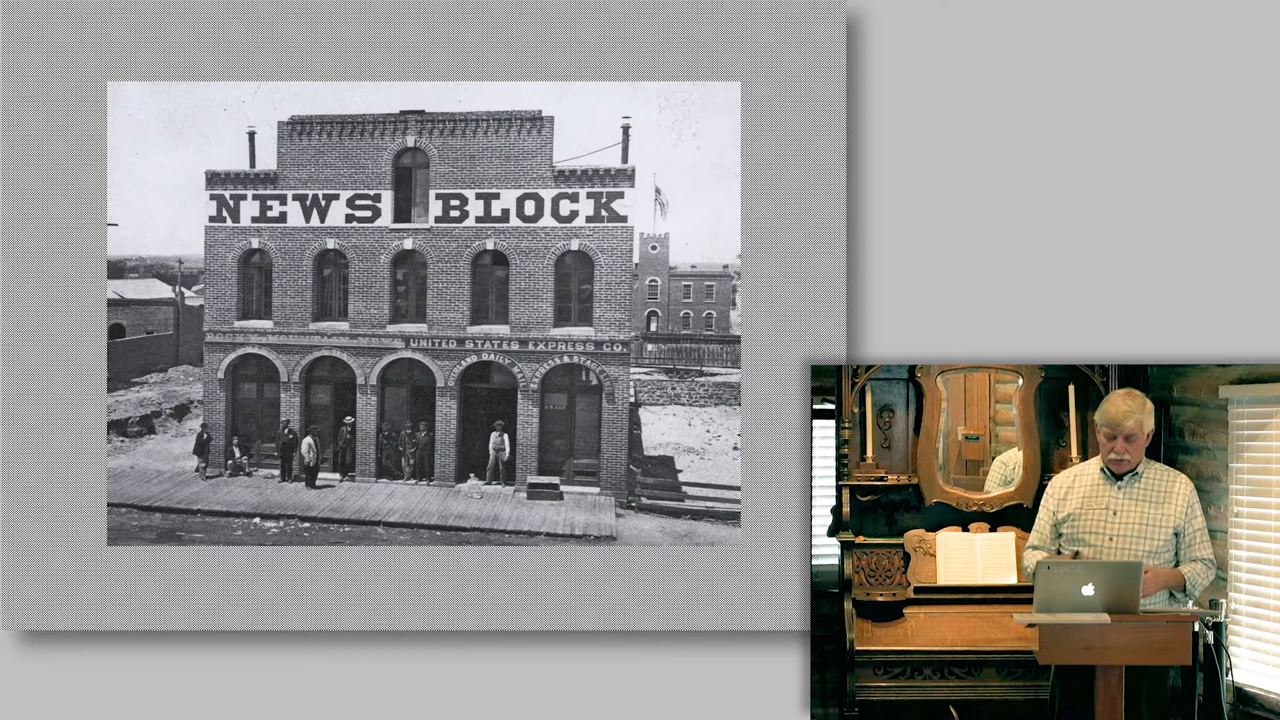 NEWS BLOCK
UNITED STATES EXPRESS CO.
DAILY
EXPRESS & STAGE